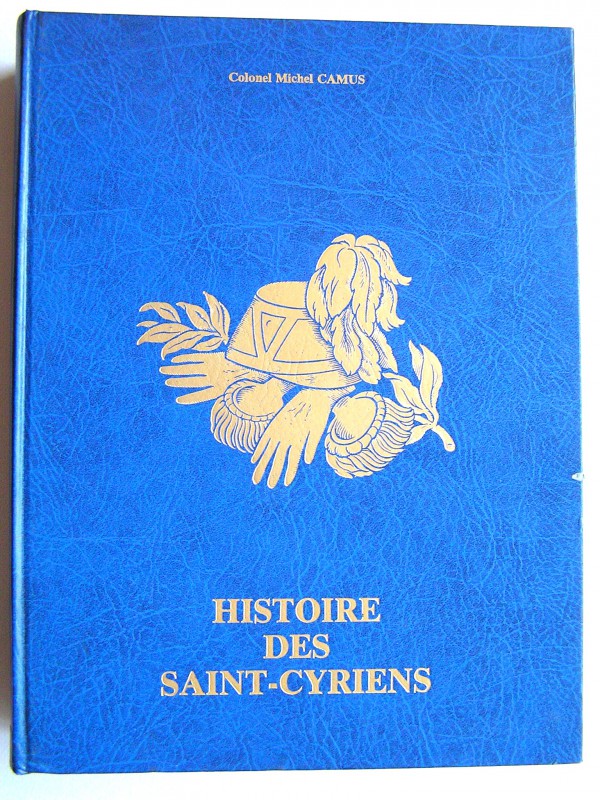 Colonel Michel CAMUS
HISTOIRE
DES
SAINT-CYRIENS